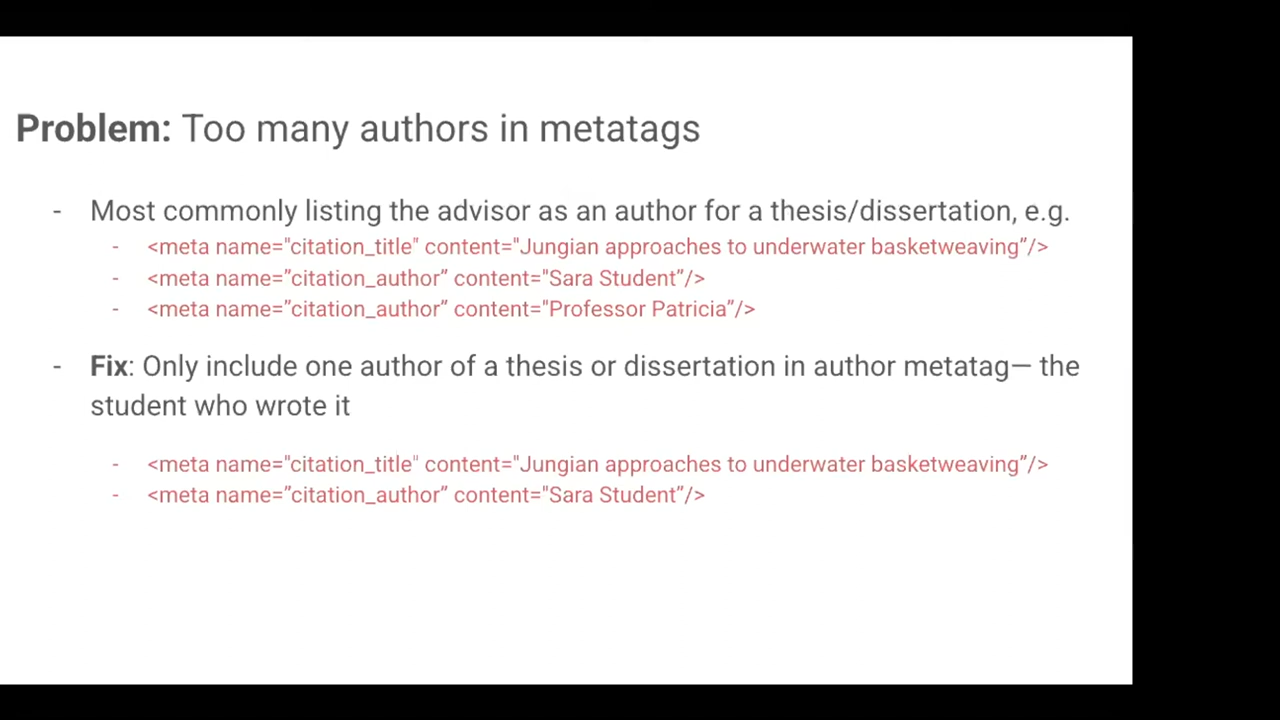 Problem: Too many authors in metatags
- Most commonly listing the advisor as an author for a thesis/dissertation, e.g.
- <meta name="citation_title" content="Jungian approaches to underwater basketweaving”/>
- <meta name=”citation_author” content="Sara Student”/>
- <meta name=”citation_author” content="Professor Patricia”/>
- Fix: Only include one author of a thesis or dissertation in author metatag— the
student who wrote it
- <meta name="citation_title" content="Jungian approaches to underwater basketweaving”/>
- <meta name=”citation_author” content="Sara Student”/>